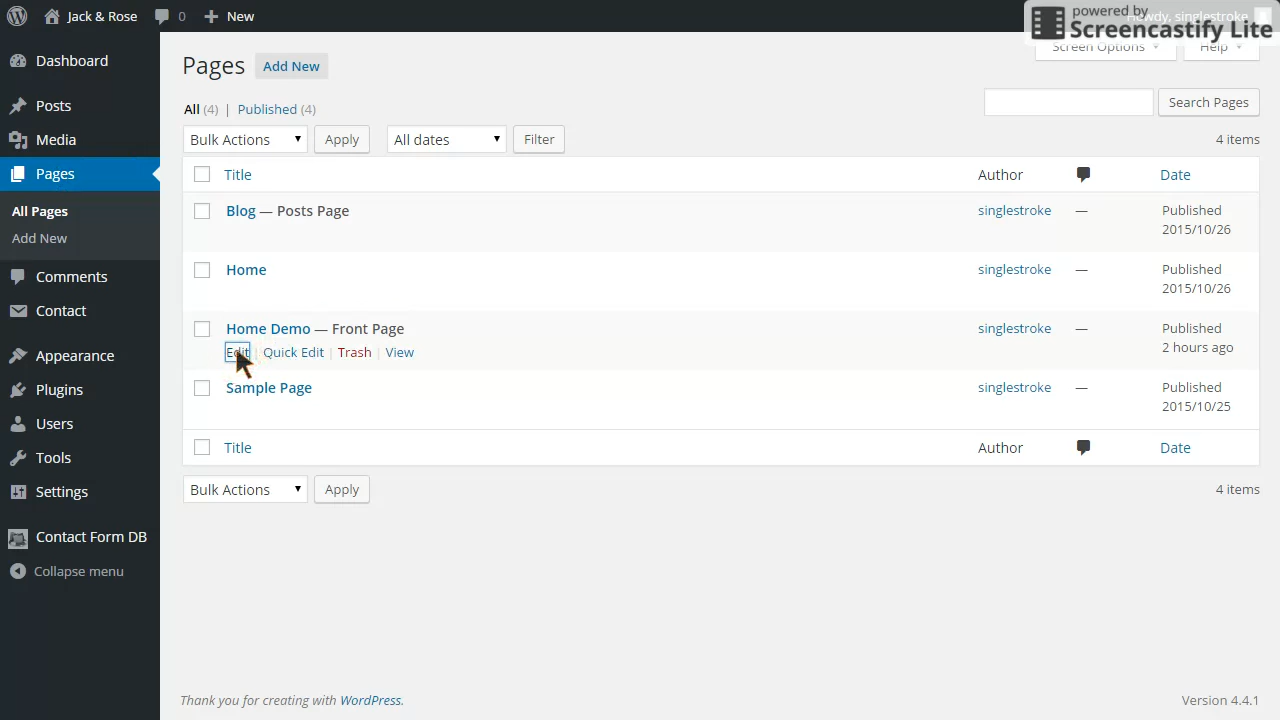 Jack & Rose 0 New Howdy, singlestroke
powered by
Screencastify Lite
Screen Options Help
Dashboard
Posts
Media
Pages
All Pages
Add New
Comments
Contact
Appearance
Plugins
Users
Tools
Settings
Contact Form DB
Collapse menu
Pages Add New
All (4) | Published (4)
Search Pages
Bulk Actions Apply All dates Filter 4 items
Title Author Date
Blog — Posts Page singlestroke — Published
2015/10/26
Home singlestroke — Published
2015/10/26
Home Demo — Front Page singlestroke — Published
Edit | Quick Edit | Trash | View 2 hours ago
Sample Page singlestroke — Published
2015/10/25
Title Author Date
Bulk Actions Apply 4 items
Thank you for creating with WordPress. Version 4.4.1